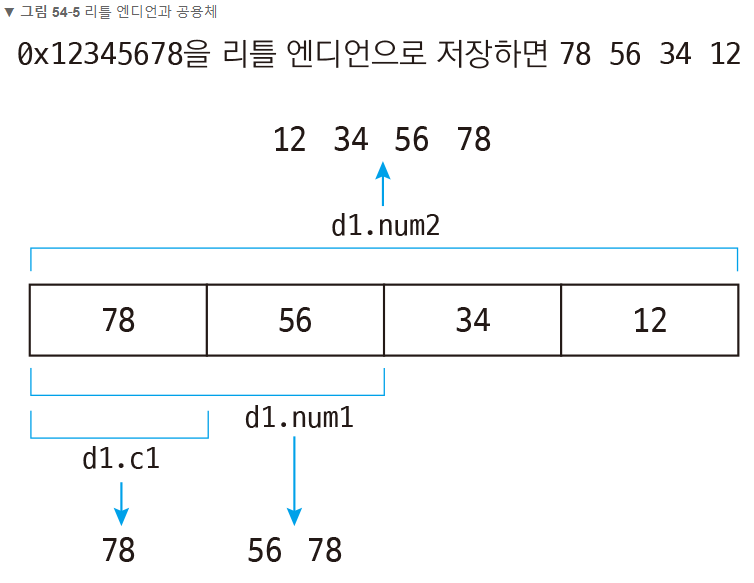 ▼ 그림 54-5 리틀 엔디언과 공용체
0x12345678을 리틀 엔디언으로 저장하면 78 56 34 12
12 34 56 78
d1.num2
78 56 34 12
d1.num1
d1.c1
78 56 78